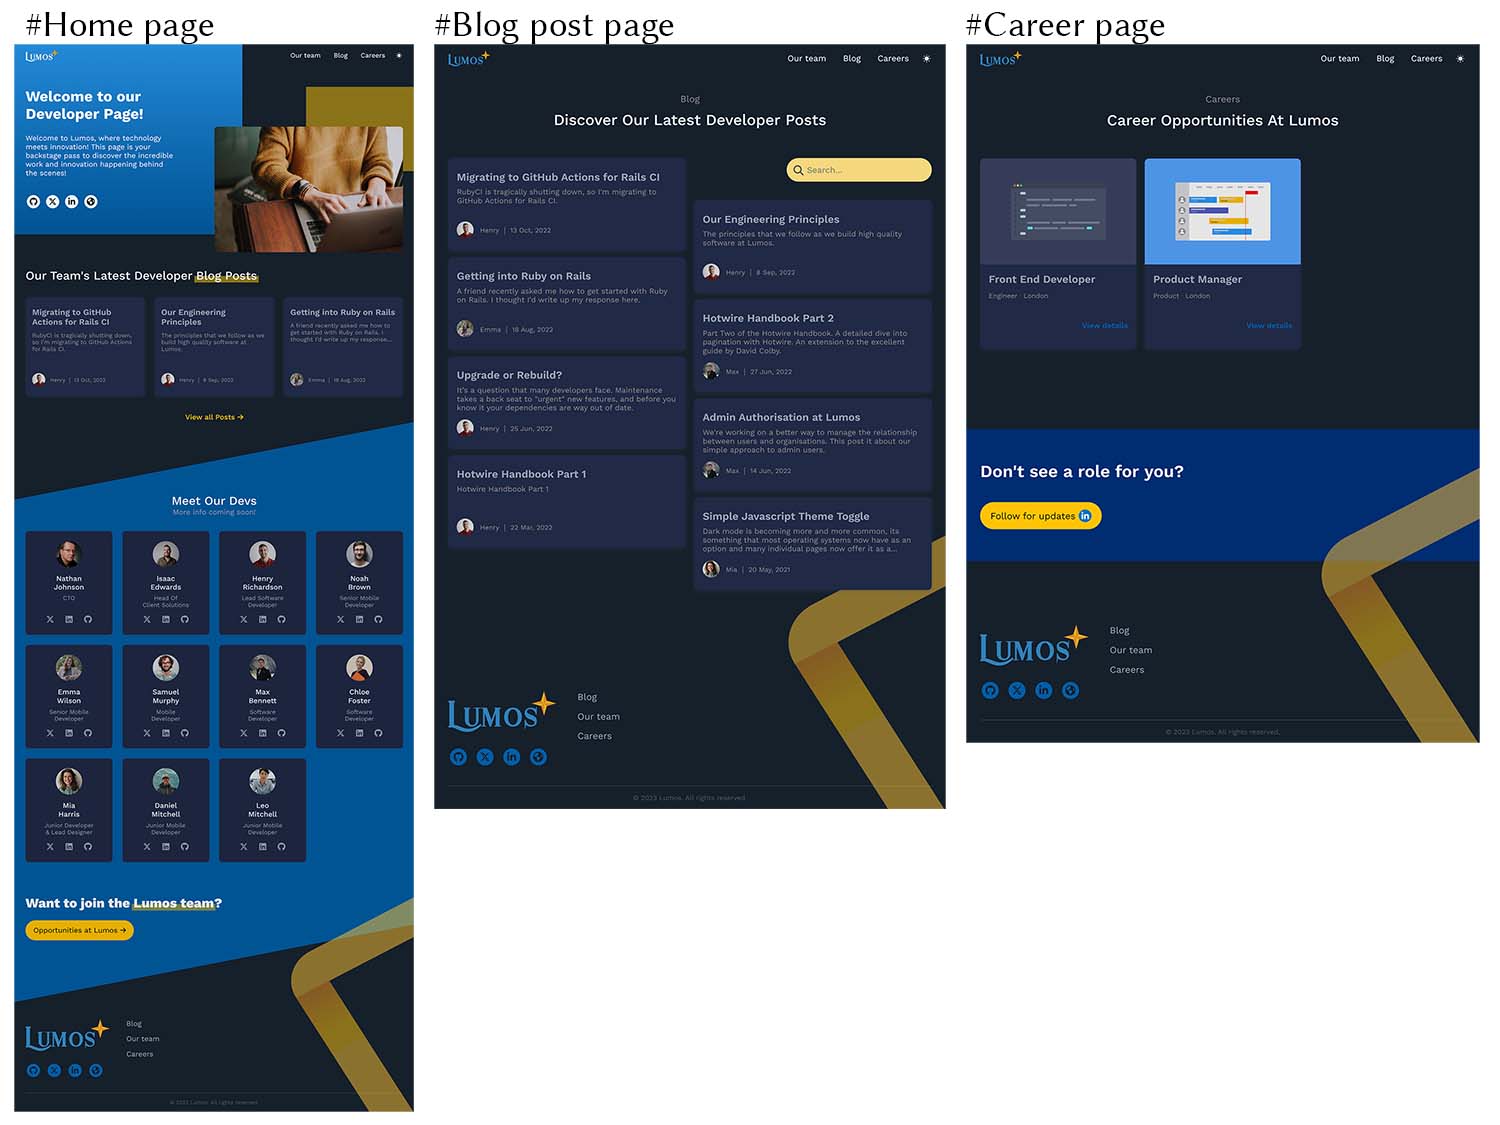 #Home page
LUMOS
Our team
Blog
Careers
Welcome to our
Developer Page!
Welcome to Lumos, where technology
meets innovation! This page is your
backstage pass to discover the incredible
work and innovation happening behind
the scenes!
Our Team's Latest Developer Blog Posts
Migrating to GitHub
Actions for Rails CI
RubyCI is tragically shutting down,
so I'm migrating to GitHub Actions
for Rails CI.
Henry | 13 Oct, 2022
Our Engineering
Principles
The principles that we follow as we
build high quality software at
Lumos.
Henry | 8 Sep, 2022
Getting into Ruby on Rails
A friend recently asked me how to
get started with Ruby on Rails. I
thought I'd write up my response...
Emma | 18 Aug, 2022
View all Posts →
Meet Our Devs
More info coming soon!
Nathan
Johnson
CTO
Isaac
Edwards
Head Of
Client Solutions
Henry
Richardson
Lead Software
Developer
Noah
Brown
Senior Mobile
Developer
Emma
Wilson
Senior Mobile
Developer
Samuel
Murphy
Mobile
Developer
Max
Bennett
Software
Developer
Chloe
Foster
Software
Developer
Mia
Harris
Junior Developer
& Lead Designer
Daniel
Mitchell
Junior Mobile
Developer
Leo
Mitchell
Junior Mobile
Developer
Want to join the Lumos team?
Opportunities at Lumos →
LUMOS
Blog
Our team
Careers
© 2023 Lumos. All rights reserved.
#Blog post page
LUMOS
Our team
Blog
Careers
Blog
Discover Our Latest Developer Posts
Search...
Migrating to GitHub Actions for Rails CI
RubyCI is tragically shutting down, so I'm migrating to
GitHub Actions for Rails CI.
Henry | 13 Oct, 2022
Getting into Ruby on Rails
A friend recently asked me how to get started with Ruby
on Rails. I thought I'd write up my response here.
Emma | 18 Aug, 2022
Upgrade or Rebuild?
It's a question that many developers face. Maintenance
takes a back seat to "urgent" new features, and before you
know it your dependencies are way out of date.
Henry | 25 Jun, 2022
Hotwire Handbook Part 1
Hotwire Handbook Part 1
Henry | 22 Mar, 2022
Our Engineering Principles
The principles that we follow as we build high quality
software at Lumos.
Henry | 8 Sep, 2022
Hotwire Handbook Part 2
Part Two of the Hotwire Handbook. A detailed dive into
pagination with Hotwire. An extension to the excellent
guide by David Colby.
Max | 27 Jun, 2022
Admin Authorisation at Lumos
We're working on a better way to manage the relationship
between users and organisations. This post it about our
simple approach to admin users.
Max | 14 Jun, 2022
Simple Javascript Theme Toggle
Dark mode is becoming more and more common, its
something that most operating systems now have as an
option and many individual pages now offer it as a...
Mia | 20 May, 2021
LUMOS
Blog
Our team
Careers
© 2023 Lumos. All rights reserved.
#Career page
LUMOS
Our team
Blog
Careers
Careers
Career Opportunities At Lumos
Front End Developer
Engineer · London
View details
Product Manager
Product · London
View details
Don't see a role for you?
Follow for updates in
LUMOS
Blog
Our team
Careers
© 2023 Lumos. All rights reserved.